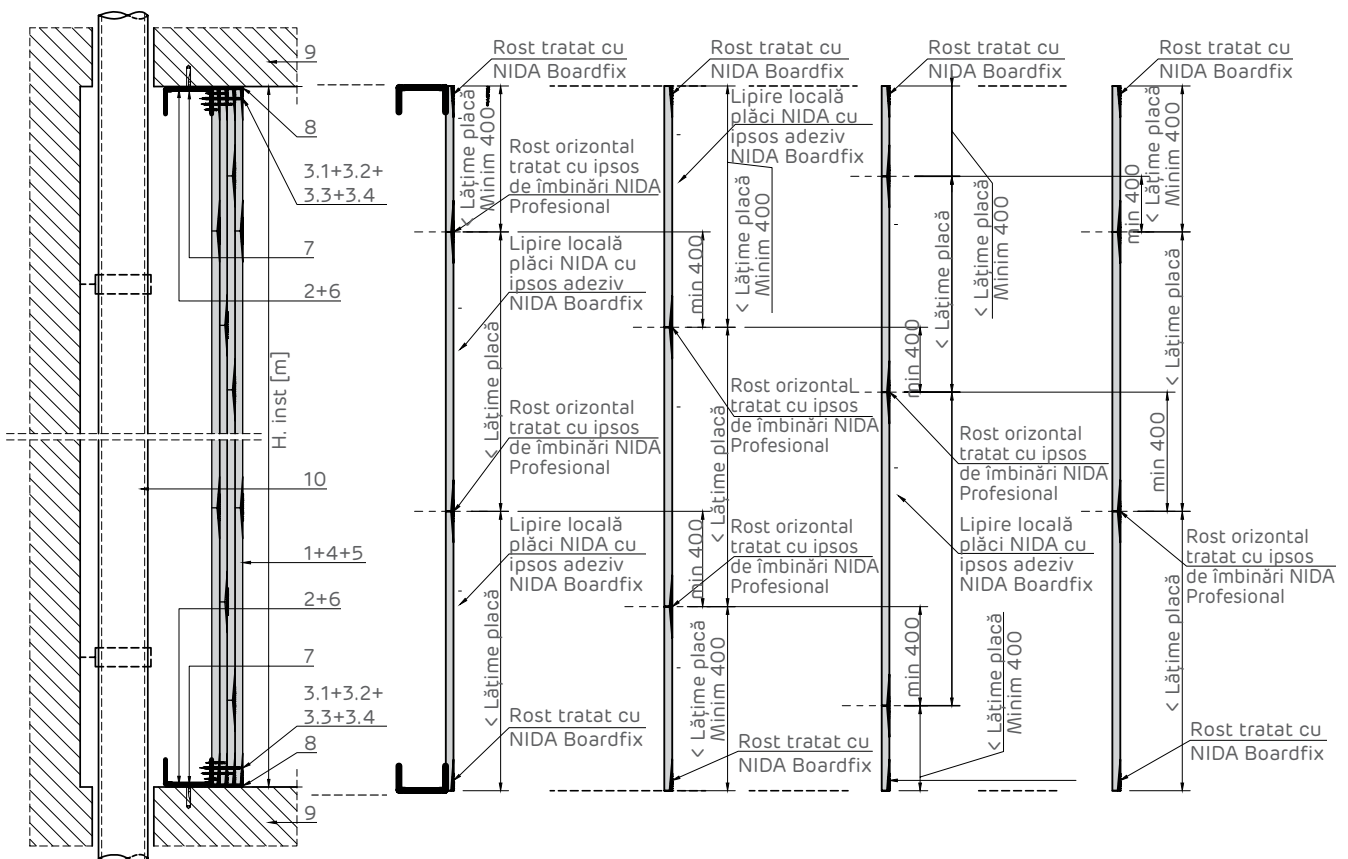 9
8
3.1+3.2+
3.3+3.4
7
2+6
H. inst [m]
10
1+4+5
2+6
7
3.1+3.2+
3.3+3.4
8
9
Rost tratat cu
NIDA Boardfix
< Lățime placă
Minim 400
Rost orizontal
tratat cu ipsos
de îmbinări NIDA
Profesional
Lipire locală
plăci NIDA cu
ipsos adeziv
NIDA Boardfix
< Lățime placă
Rost orizontal
tratat cu ipsos
de îmbinări NIDA
Profesional
Lipire locală
plăci NIDA cu
ipsos adeziv
NIDA Boardfix
< Lățime placă
Rost tratat cu
NIDA Boardfix
Rost tratat cu
NIDA Boardfix
Lipire locală
plăci NIDA cu
ipsos adeziv
NIDA Boardfix
min 400
< Lățime placă
Minim 400
Rost orizontal
tratat cu ipsos
de îmbinări NIDA
Profesional
< Lățime placă
min 400
Rost orizontal
tratat cu ipsos
de îmbinări NIDA
Profesional
< Lățime placă
Minim 400
Rost tratat cu
NIDA Boardfix
Rost tratat cu
NIDA Boardfix
< Lățime placă
Minim 400
< Lățime placă
min 400
Rost orizontal
tratat cu ipsos
de îmbinări NIDA
Profesional
Lipire locală
plăci NIDA cu
ipsos adeziv
NIDA Boardfix
min 400
< Lățime placă
Minim 400
Rost tratat cu
NIDA Boardfix
min 400
< Lățime placă
Minim 400
< Lățime placă
min 400
Rost orizontal
tratat cu ipsos
de îmbinări NIDA
Profesional
< Lățime placă
Rost tratat cu
NIDA Boardfix